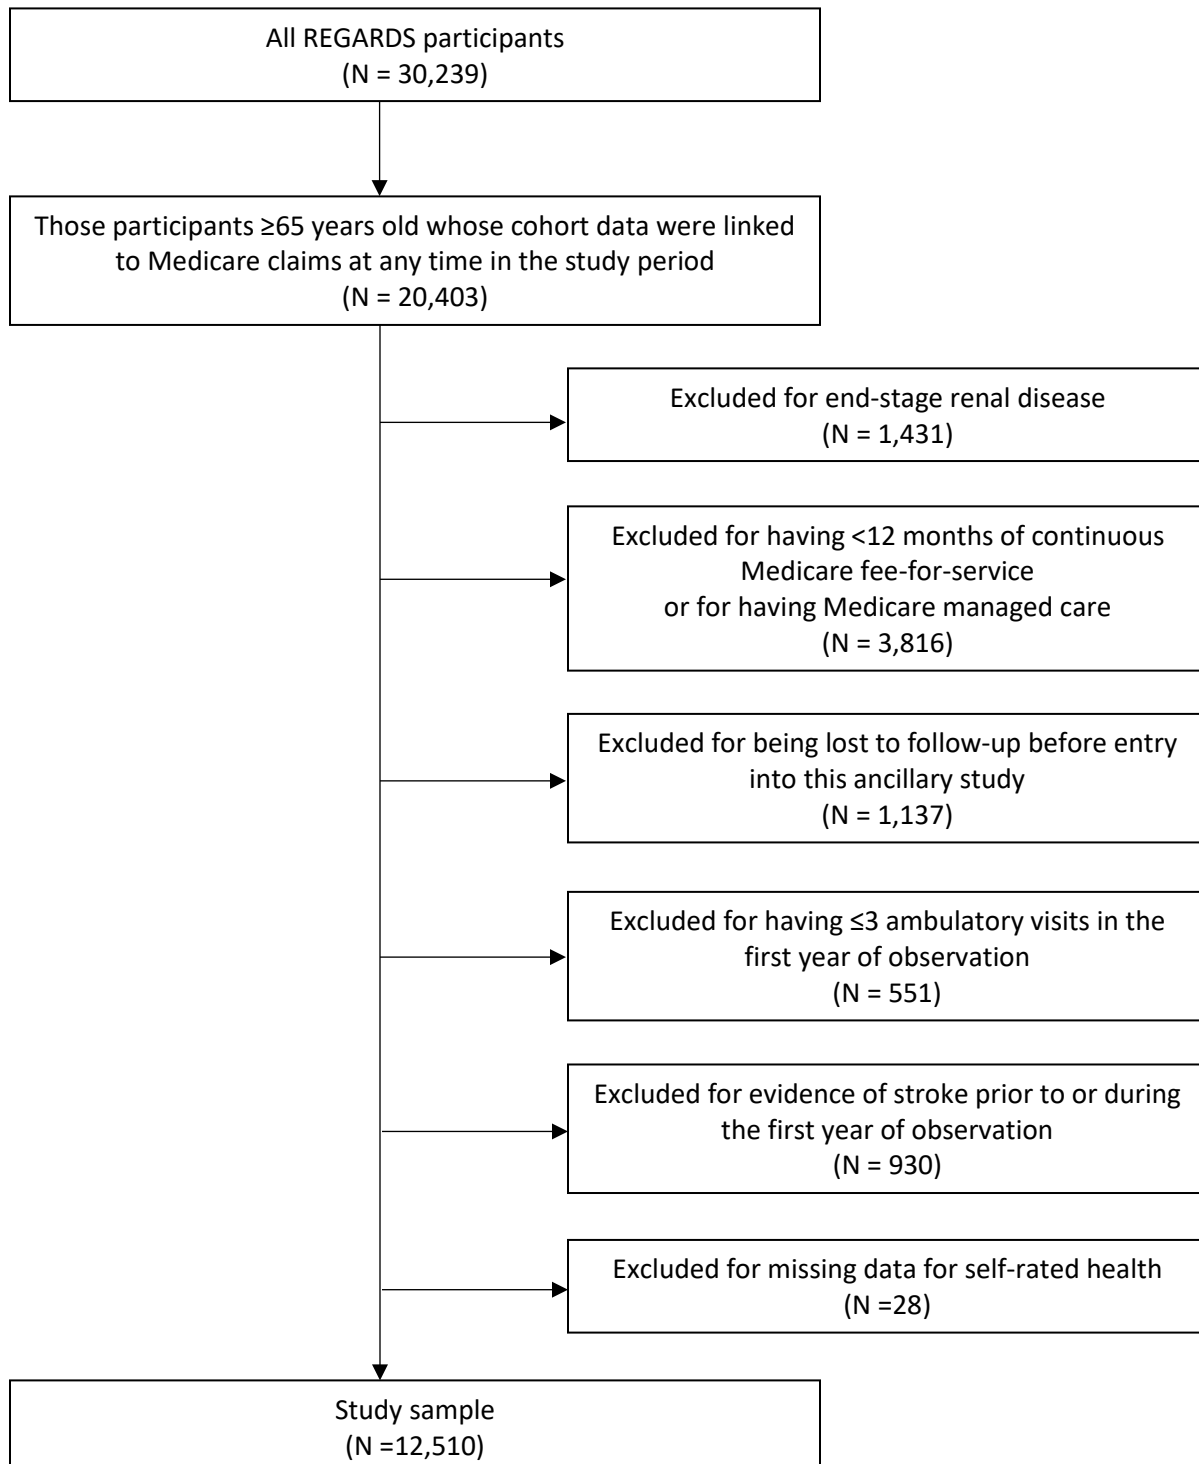 All REGARDS participants
(N = 30,239)
Those participants ≥65 years old whose cohort data were linked
to Medicare claims at any time in the study period
(N = 20,403)
Excluded for end-stage renal disease
(N = 1,431)
Excluded for having <12 months of continuous
Medicare fee-for-service
or for having Medicare managed care
(N = 3,816)
Excluded for being lost to follow-up before entry
into this ancillary study
(N = 1,137)
Excluded for having ≤3 ambulatory visits in the
first year of observation
(N = 551)
Excluded for evidence of stroke prior to or during
the first year of observation
(N = 930)
Excluded for missing data for self-rated health
(N =28)
Study sample
(N =12,510)